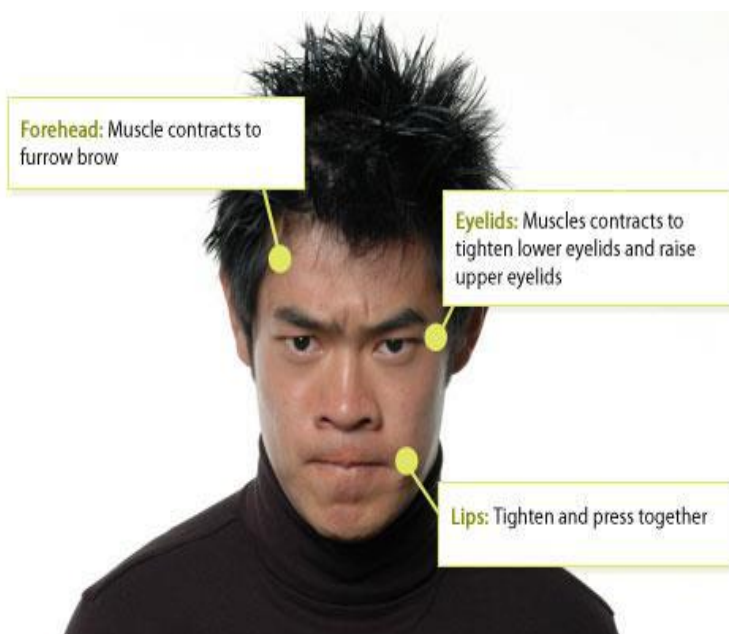 Forehead: Muscle contracts to
furrow brow
Eyelids: Muscles contracts to
tighten lower eyelids and raise
upper eyelids
Lips: Tighten and press together